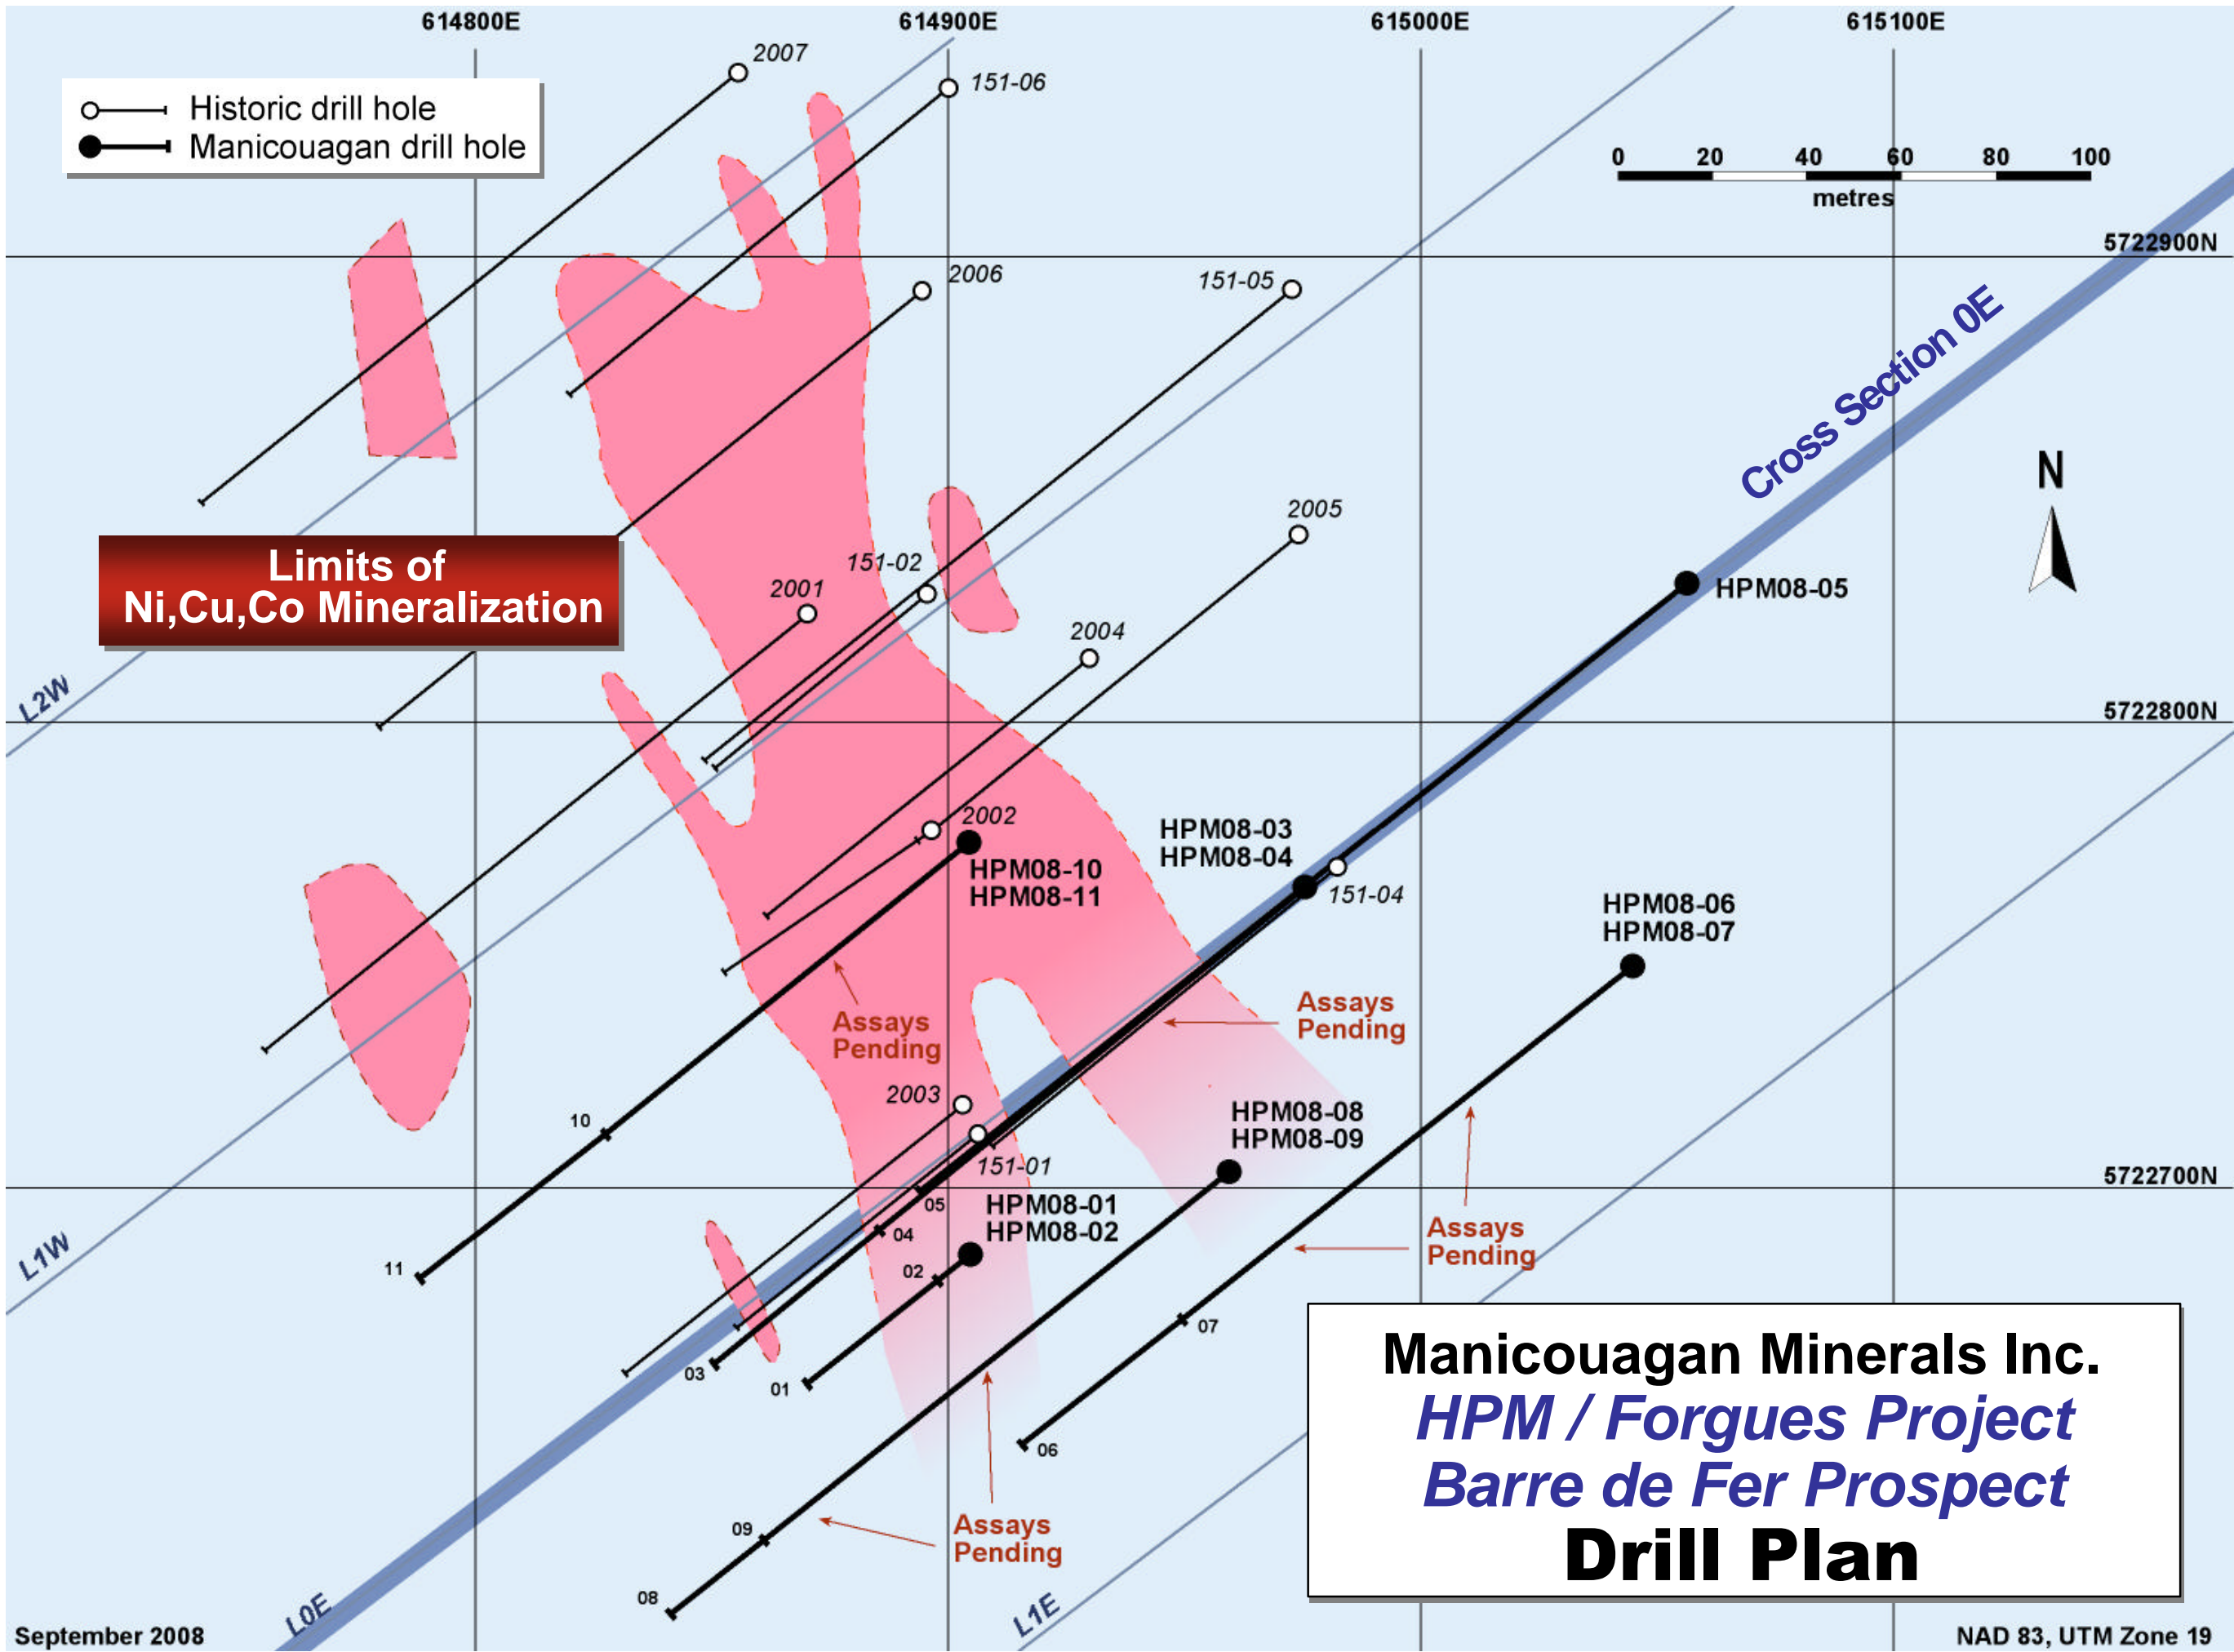 614800E
614900E
615000E
615100E
2007
151-06
Historic drill hole
Manicouagan drill hole
0 20 40 60 80 100
metres
5722900N
2006
151-05
Cross Section 0E
N
2005
Limits of
Ni,Cu,Co Mineralization
151-02
2001
HPM08-05
2004
L2W
5722800N
2002
HPM08-10
HPM08-11
HPM08-03
HPM08-04
151-04
HPM08-06
HPM08-07
Assays
Pending
Assays
Pending
2003
10
HPM08-08
HPM08-09
151-01
5722700N
05
HPM08-01
HPM08-02
04
02
L1W
11
Assays
Pending
07
03
01
06
Manicouagan Minerals Inc.
HPM / Forgues Project
Barre de Fer Prospect
Drill Plan
09
Assays
Pending
08
L0E
L1E
September 2008
NAD 83, UTM Zone 19